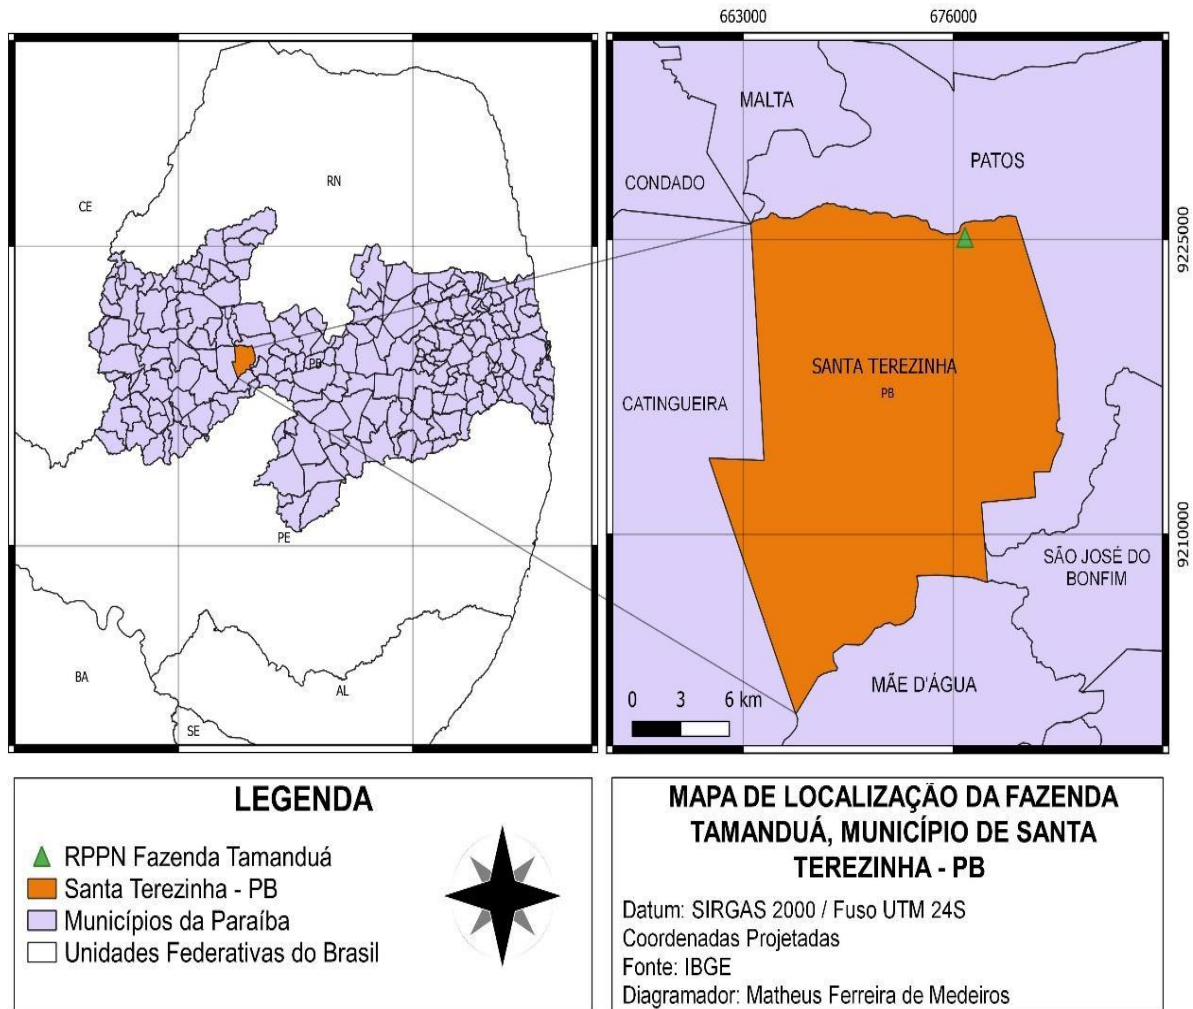 663000
676000
CE
RN
PB
PE
BA
AL
SE
MALTA
PATOS
CONDADO
9225000
SANTA TEREZINHA
PB
CATINGUEIRA
9210000
SÃO JOSÉ DO
BONFIM
MÃE D'ÁGUA
0 3 6 km
LEGENDA
RPPN Fazenda Tamanduá
Santa Terezinha - PB
Municípios da Paraíba
Unidades Federativas do Brasil
MAPA DE LOCALIZAÇÃO DA FAZENDA
TAMANDUÁ, MUNICÍPIO DE SANTA
TEREZINHA - PB
Datum: SIRGAS 2000 / Fuso UTM 24S
Coordenadas Projetadas
Fonte: IBGE
Diagramador: Matheus Ferreira de Medeiros